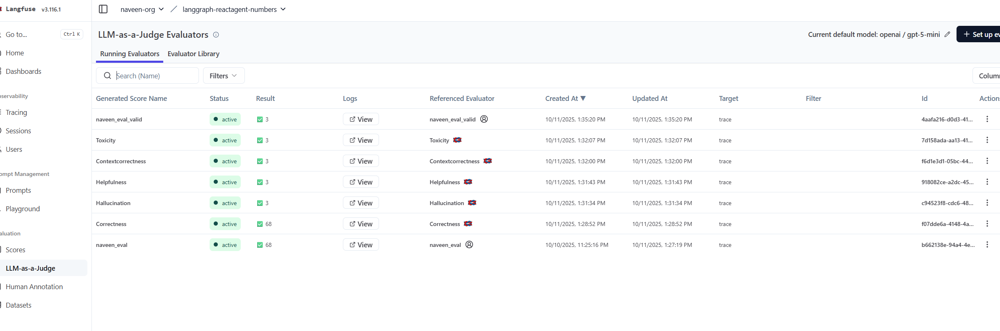 Langfuse v3.116.1
naveen-org / langgraph-reactagent-numbers
Go to... Ctrl K
Home
Dashboards
Tracing
Sessions
Users
Management
Prompts
Playground
Scores
LLM-as-a-Judge
Human Annotation
Datasets
LLM-as-a-Judge Evaluators
Current default model: openai / gpt-5-mini
+ Set up
Running Evaluators Evaluator Library
Search (Name) Filters
Generated Score Name Status Result Logs Referenced Evaluator Created At ▼ Updated At Target Filter Id
naveen_eval_valid active ✅ 3 View naveen_eval_valid 10/11/2025, 1:35:20 PM 10/11/2025, 1:35:20 PM trace 4aafa216-d0d3-41...
Toxicity active ✅ 3 View Toxicity 10/11/2025, 1:32:07 PM 10/11/2025, 1:32:07 PM trace 7d158ada-aa13-41...
Contextcorrectness active ✅ 3 View Contextcorrectness 10/11/2025, 1:32:00 PM 10/11/2025, 1:32:00 PM trace f6d1e3d1-05bc-44...
Helpfulness active ✅ 3 View Helpfulness 10/11/2025, 1:31:43 PM 10/11/2025, 1:31:43 PM trace 918082ce-a2dc-45...
Hallucination active ✅ 3 View Hallucination 10/11/2025, 1:31:34 PM 10/11/2025, 1:31:34 PM trace c94523f8-cdc6-48...
Correctness active ✅ 68 View Correctness 10/11/2025, 1:28:52 PM 10/11/2025, 1:28:52 PM trace f07dde6a-4148-4a...
naveen_eval active ✅ 68 View naveen_eval 10/10/2025, 11:25:16 PM 10/11/2025, 1:27:19 PM trace b662138e-94a4-4e...